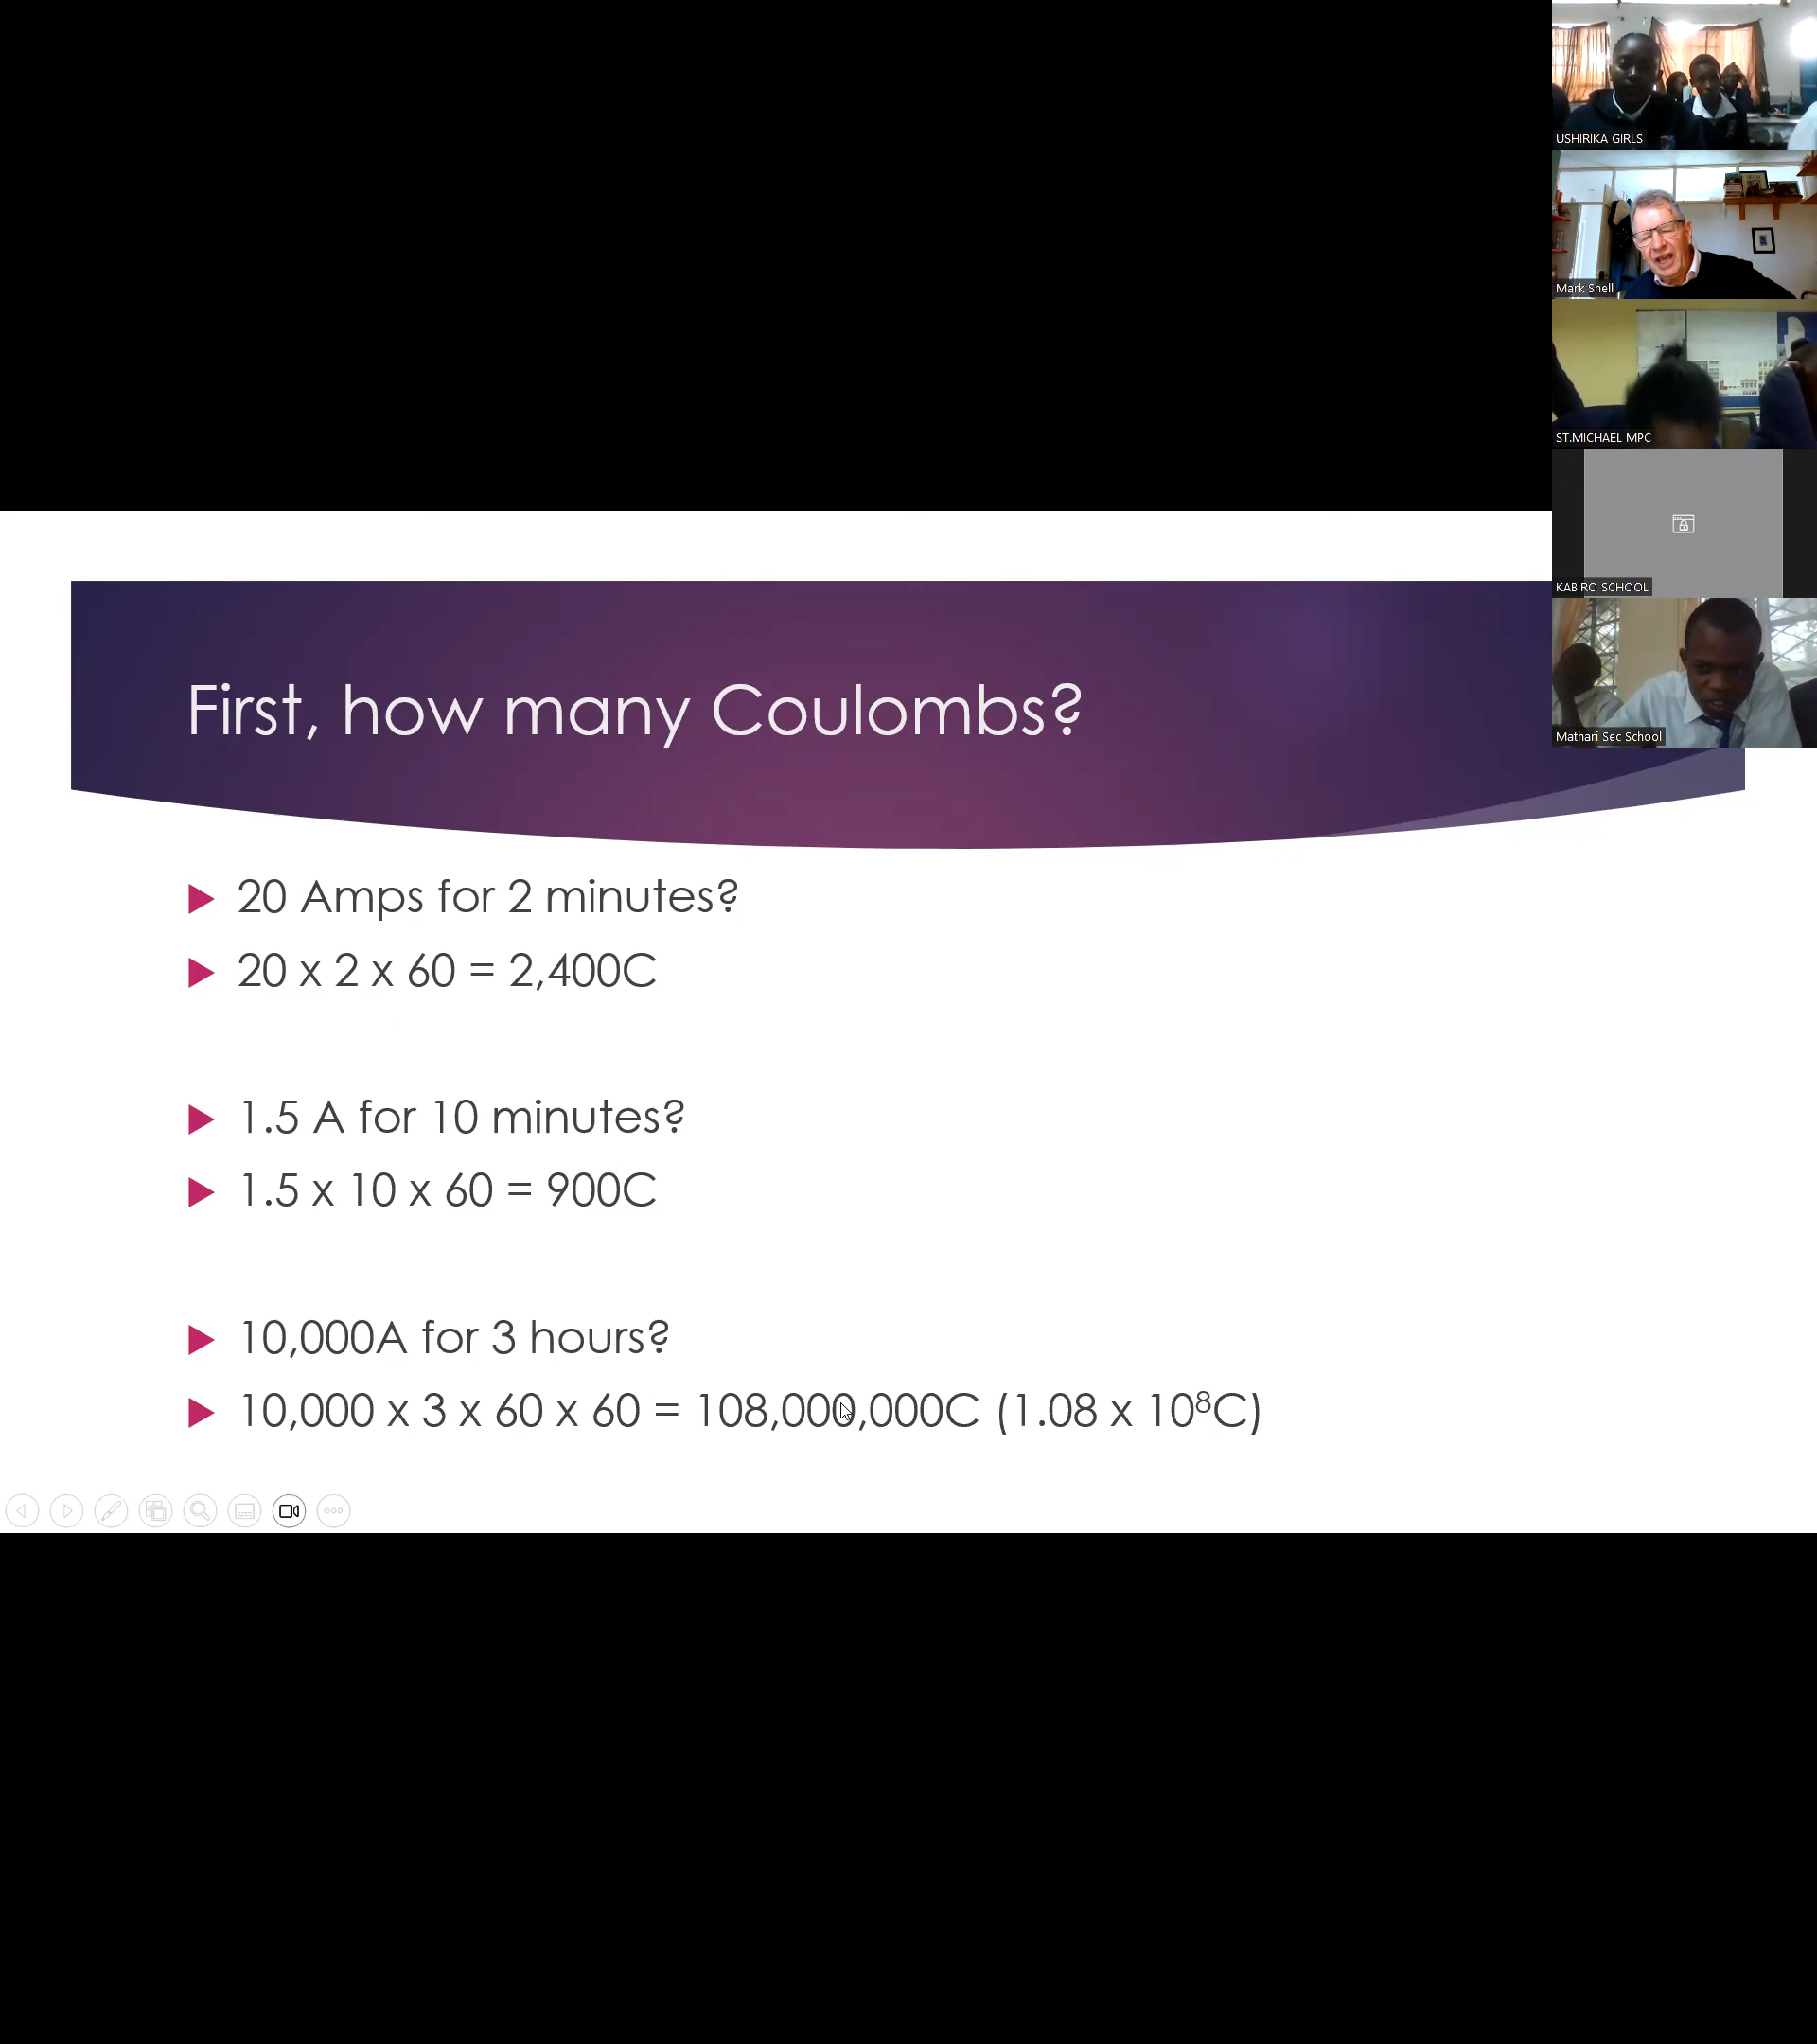 USHIRIKA GIRLS
Mark Snell
ST.MICHAEL MPC
KABIRO SCHOOL
Mathari Sec School
First, how many Coulombs?
20 Amps for 2 minutes?
20 x 2 x 60 = 2,400C
1.5 A for 10 minutes?
1.5 x 10 x 60 = 900C
10,000A for 3 hours?
10,000 x 3 x 60 x 60 = 108,000,000C (1.08 x 10⁸C)